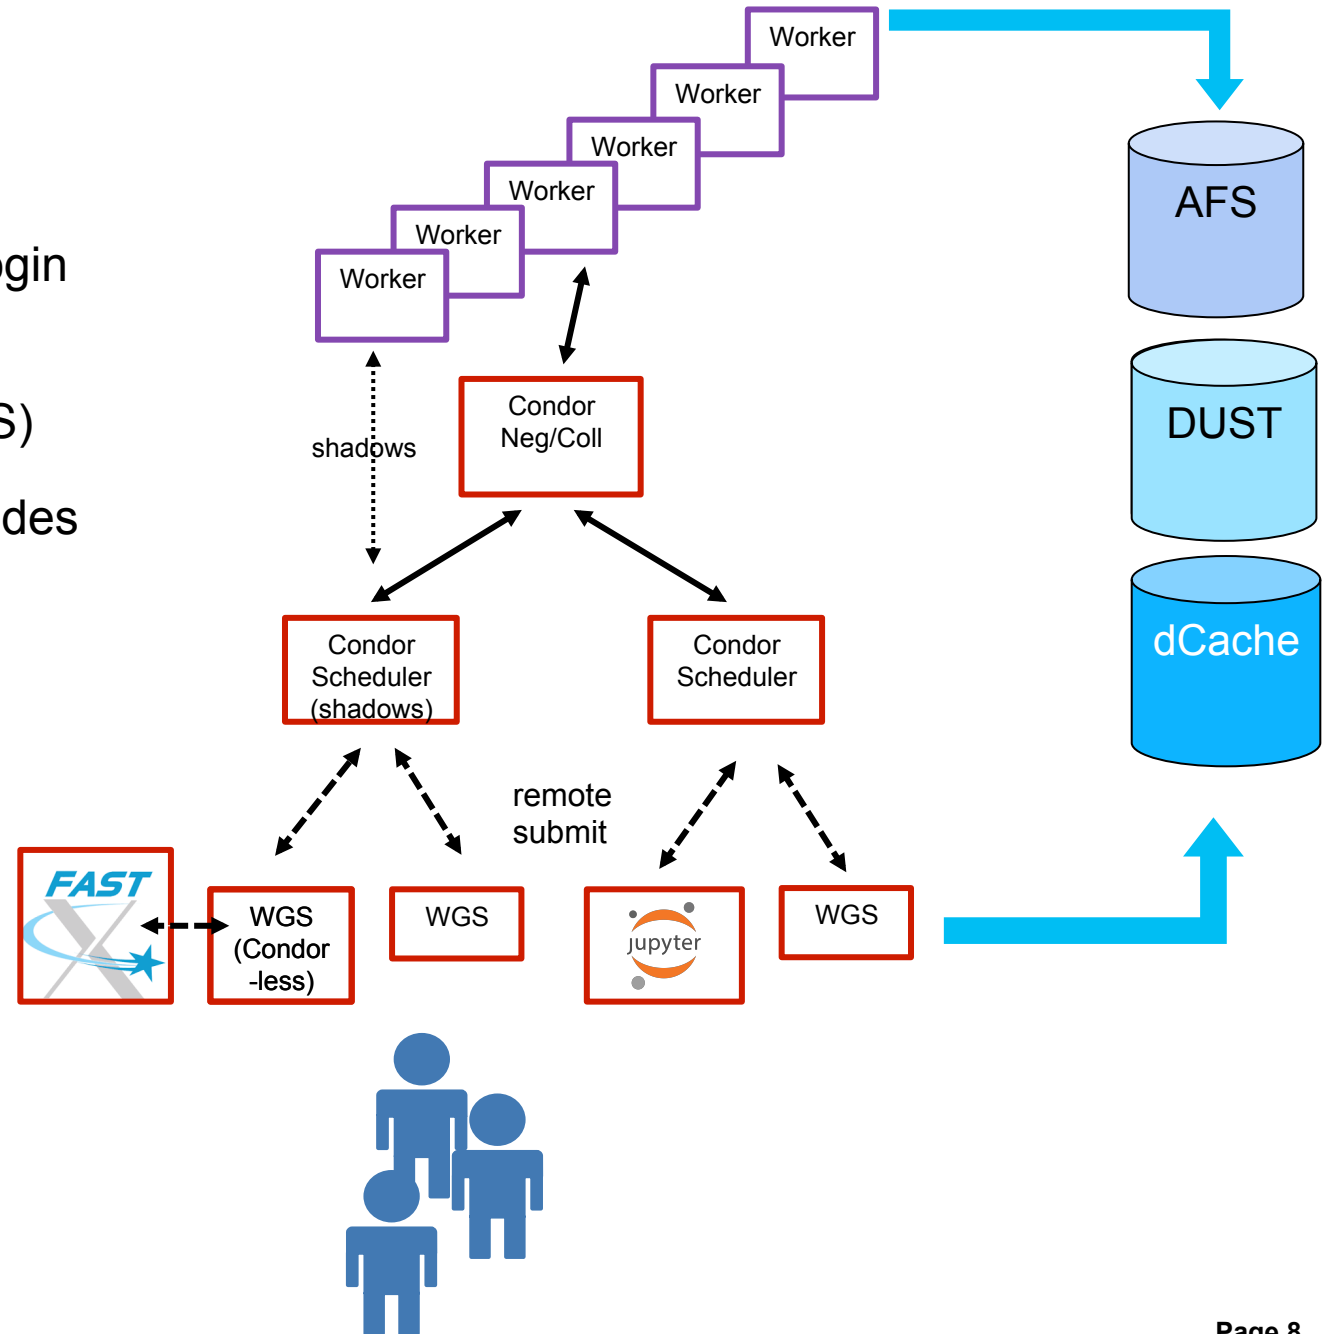 Worker
Worker
Worker
Worker
Worker
Worker
AFS
ogin
Condor
Neg/Coll
shadows
S)
DUST
des
Condor
Scheduler
(shadows)
Condor
Scheduler
dCache
remote
submit
FAST
X
WGS
(Condor
-less)
WGS
jupyter
WGS
Page 8